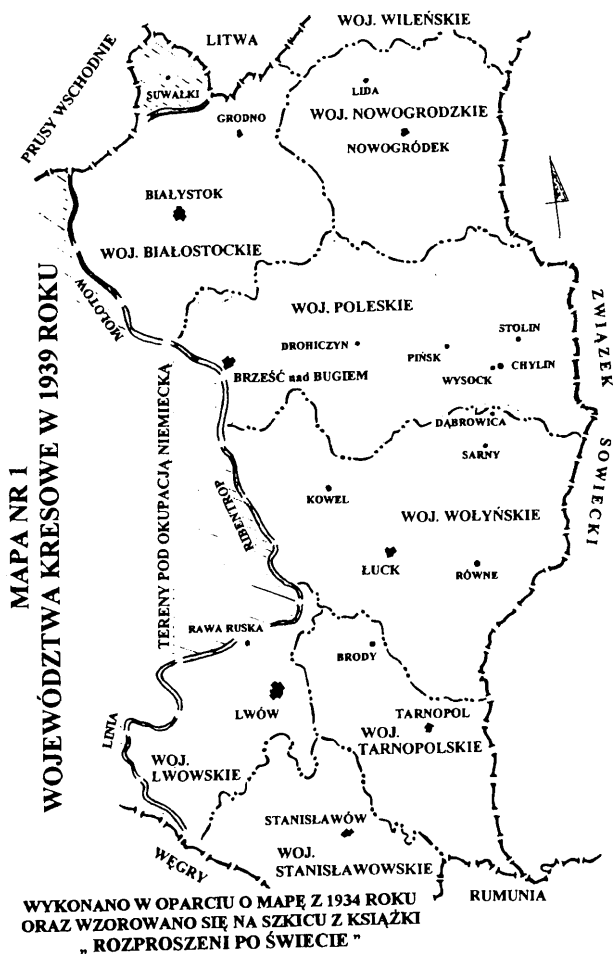 MAPA NR 1
WOJEWÓDZTWA KRESOWE W 1939 ROKU
LITWA
WOJ. WILEŃSKIE
PRUSY WSCHODNIE
SUWAŁKI
GRODNO
LIDA
WOJ. NOWOGRODZKIE
NOWOGRÓDEK
BIAŁYSTOK
WOJ. BIAŁOSTOCKIE
MOŁOTOW
WOJ. POLESKIE
ZWIĄZEK
SOWIECKI
DROHICZYN
PIŃSK
STOLIN
WYSOCK
CHYLIN
BRZEŚĆ nad BUGIEM
DĄBROWICA
SARNY
TERENY POD OKUPACJĄ NIEMIECKĄ
RIBENTROP
KOWEL
WOJ. WOŁYŃSKIE
ŁUCK
RÓWNE
RAWA RUSKA
BRODY
LWÓW
TARNOPOL
WOJ.
TARNOPOLSKIE
LINIA
WOJ.
LWOWSKIE
STANISŁAWÓW
WOJ.
STANISŁAWOWSKIE
WĘGRY
RUMUNIA
WYKONANO W OPARCIU O MAPĘ Z 1934 ROKU
ORAZ WZOROWANO SIĘ NA SZKICU Z KSIĄŻKI
„ ROZPROSZENI PO ŚWIECIE "